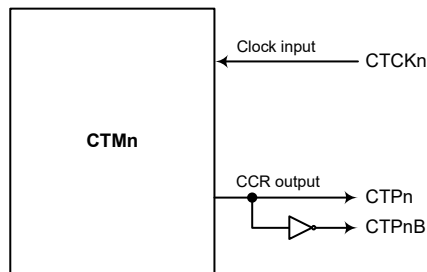 Clock input
CTCKn
CTMn
CCR output
CTPn
CTPnB